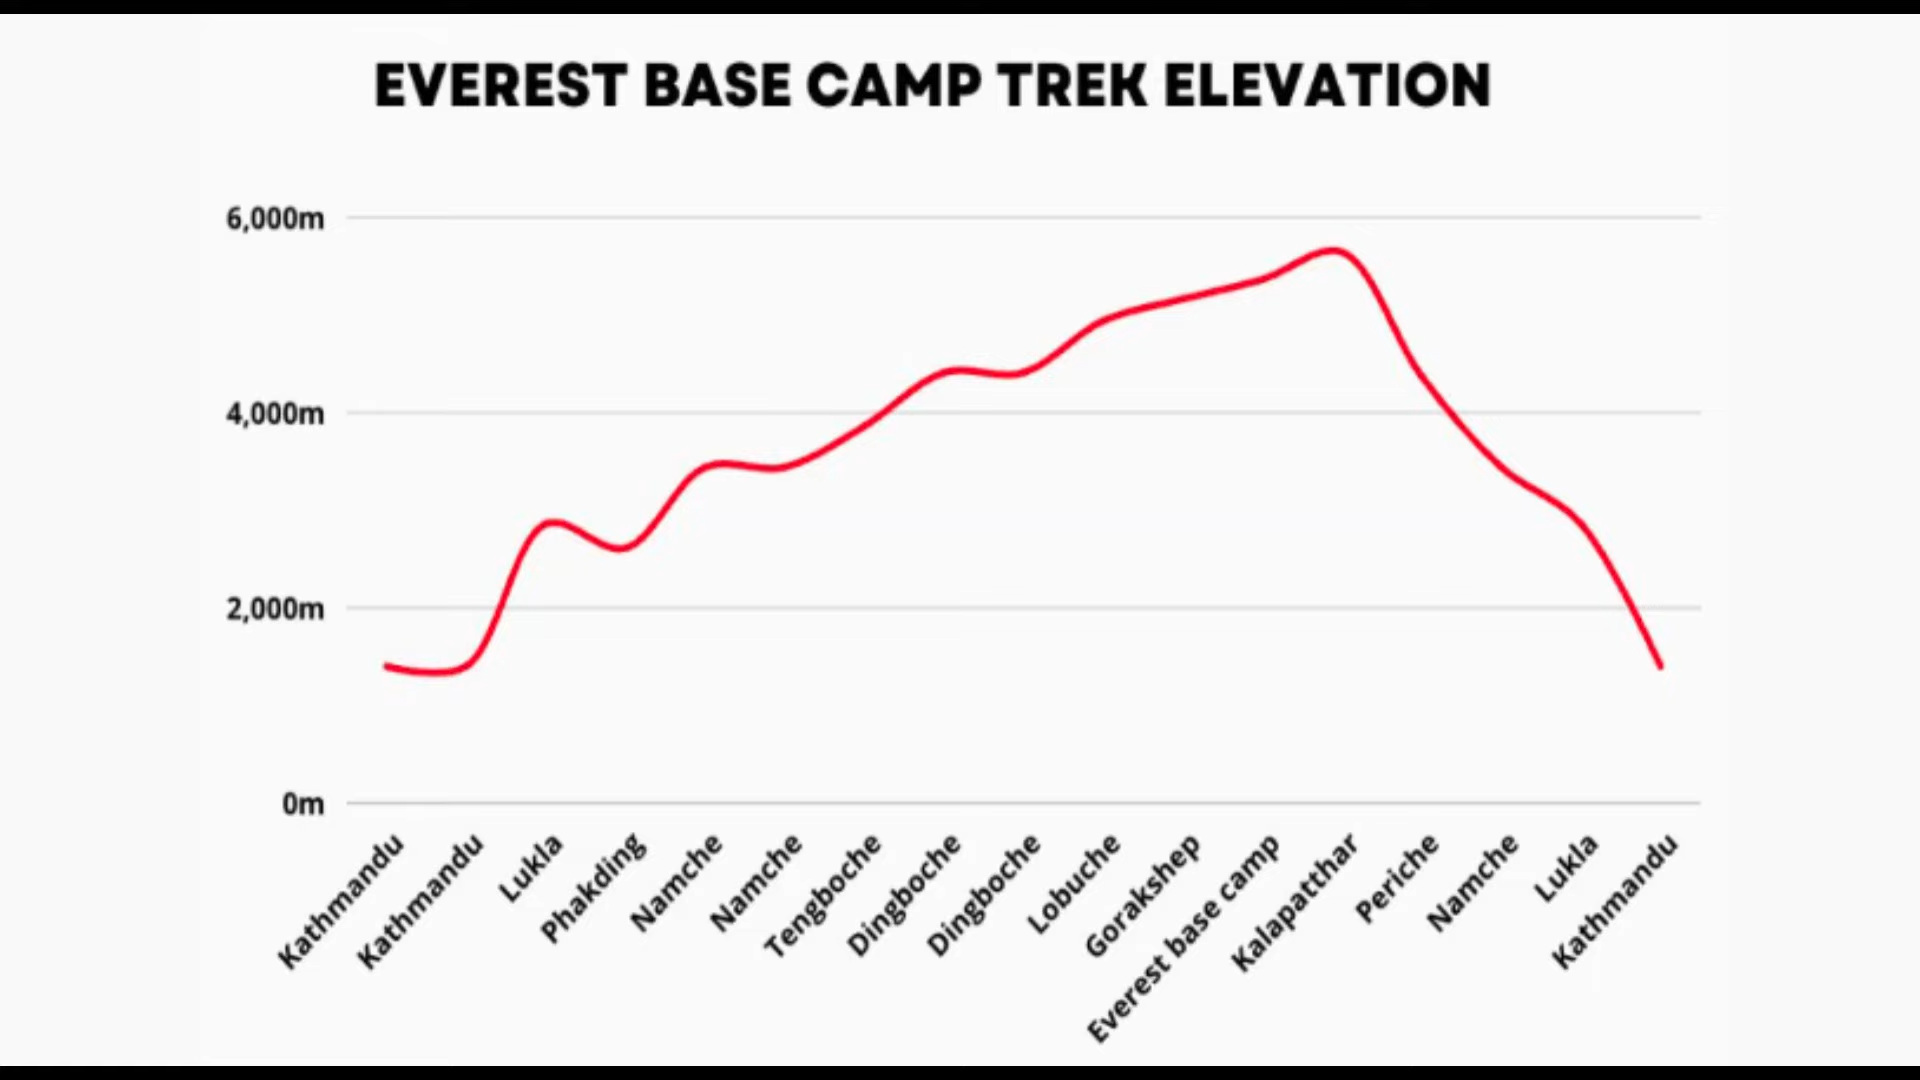 EVEREST BASE CAMP TREK ELEVATION
6,000m
4,000m
2,000m
0m
Kathmandu
Kathmandu
Lukla
Phakding
Namche
Namche
Tengboche
Dingboche
Dingboche
Lobuche
Gorakshep
Everest base camp
Kalapatthar
Periche
Namche
Lukla
Kathmandu